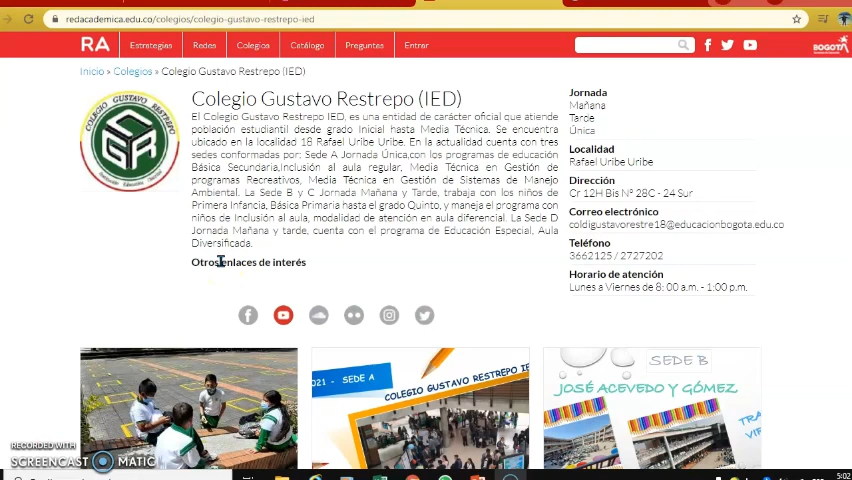 redacademica.edu.co/colegios/colegio-gustavo-restrepo-ied
RA Estrategias Redes Colegios Catálogo Preguntas Entrar
BOGOTÁ
Inicio » Colegios » Colegio Gustavo Restrepo (IED)
COLEGIO GUSTAVO RESTREPO
CGR
Colegio Gustavo Restrepo (IED)
El Colegio Gustavo Restrepo IED, es una entidad de carácter oficial que atiende
población estudiantil desde grado Inicial hasta Media Técnica. Se encuentra
ubicado en la localidad 18 Rafael Uribe Uribe. En la actualidad cuenta con tres
sedes conformadas por; Sede A Jornada Única,con los programas de educación
Básica Secundaria,Inclusión al aula regular, Media Técnica en Gestión de
programas Recreativos, Media Técnica en Gestión de Sistemas de Manejo
Ambiental. La Sede B y C Jornada Mañana y Tarde, trabaja con los niños de
Primera Infancia, Básica Primaria hasta el grado Quinto, y maneja el programa con
niños de Inclusión al aula, modalidad de atención en aula diferencial. La Sede D
Jornada Mañana y tarde, cuenta con el programa de Educación Especial, Aula
Diversificada.
Otros enlaces de interés
Jornada
Mañana
Tarde
Única
Localidad
Rafael Uribe Uribe
Dirección
Cr 12H Bis N° 28C - 24 Sur
Correo electrónico
coldigustavorestre18@educacionbogota.edu.co
Teléfono
3662125 / 2727202
Horario de atención
Lunes a Viernes de 8: 00 a.m. - 1:00 p.m.
2021 - SEDE A
COLEGIO GUSTAVO RESTREPO IE
SEDE B
JOSÉ ACEVEDO Y GÓMEZ
RECORDED WITH
SCREENCAST MATIC
5:02